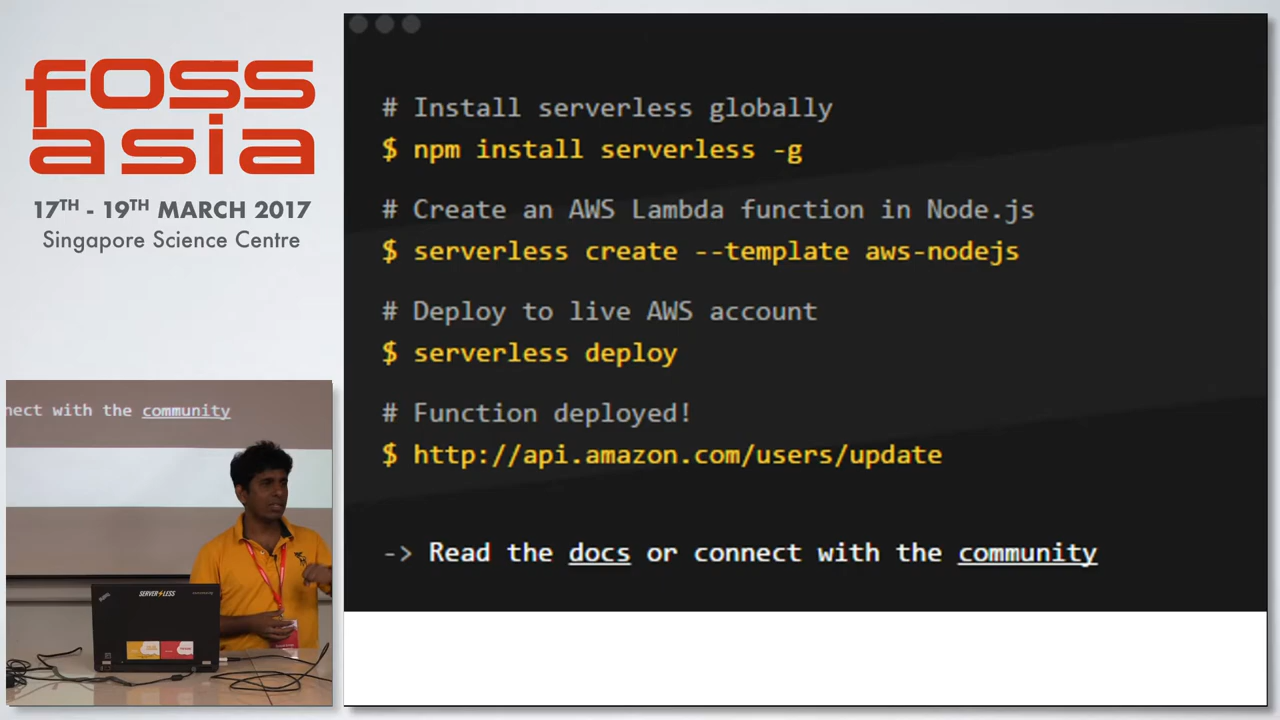 foss
asia
17TH - 19TH MARCH 2017
Singapore Science Centre
# Install serverless globally
$ npm install serverless -g
# Create an AWS Lambda function in Node.js
$ serverless create --template aws-nodejs
# Deploy to live AWS account
$ serverless deploy
# Function deployed!
$ http://api.amazon.com/users/update
-> Read the docs or connect with the community
nect with the community
SERVERLESS